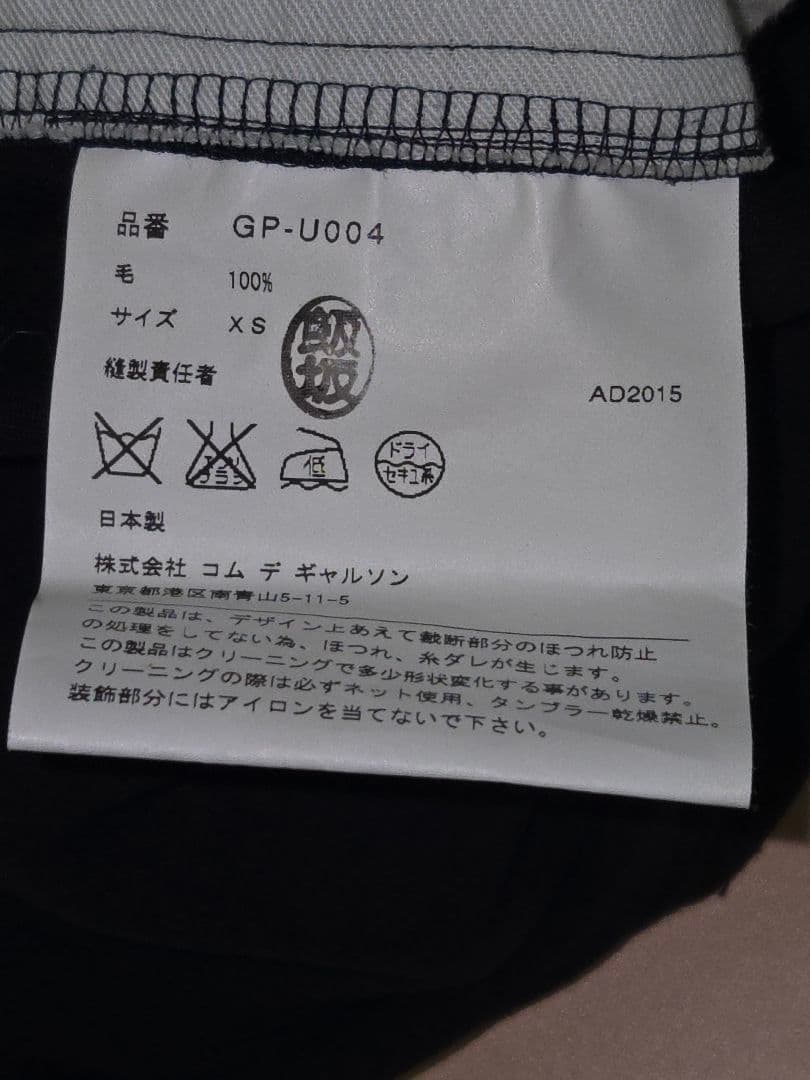 品番 GP-U004
毛 100%
サイズ XS
縫製責任者 飯坂
AD2015
エンソ
サラシ
低
ドライ
セキユ系
日本製
株式会社 コム デ ギャルソン
東京都港区南青山5-11-5
この製品は、デザイン上あえて裁断部分のほつれ防止
の処理をしてない為、ほつれ、糸ダレが生じます。
この製品はクリーニングで多少形状変化する事があります。
クリーニングの際は必ずネット使用、タンブラー乾燥禁止。
装飾部分にはアイロンを当てないで下さい。